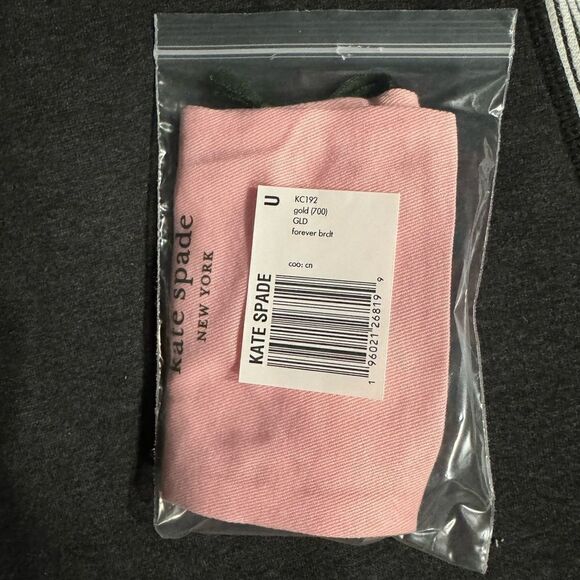 kate spade
NEW YORK
U
KC192
gold (700)
GLD
forever brclt
coo: cn
KATE SPADE
1 96021 26819 9